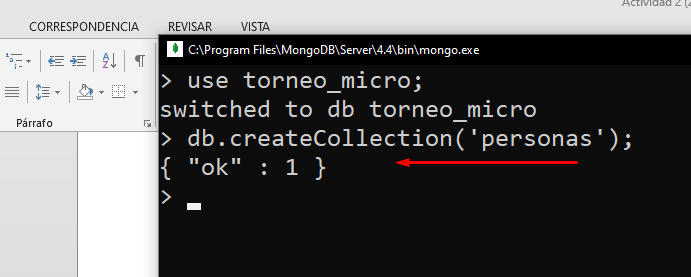 Actividad 2 (
CORRESPONDENCIA REVISAR VISTA
Párrafo
C:\Program Files\MongoDB\Server\4.4\bin\mongo.exe
> use torneo_micro;
switched to db torneo_micro
> db.createCollection('personas');
{ "ok" : 1 }
>